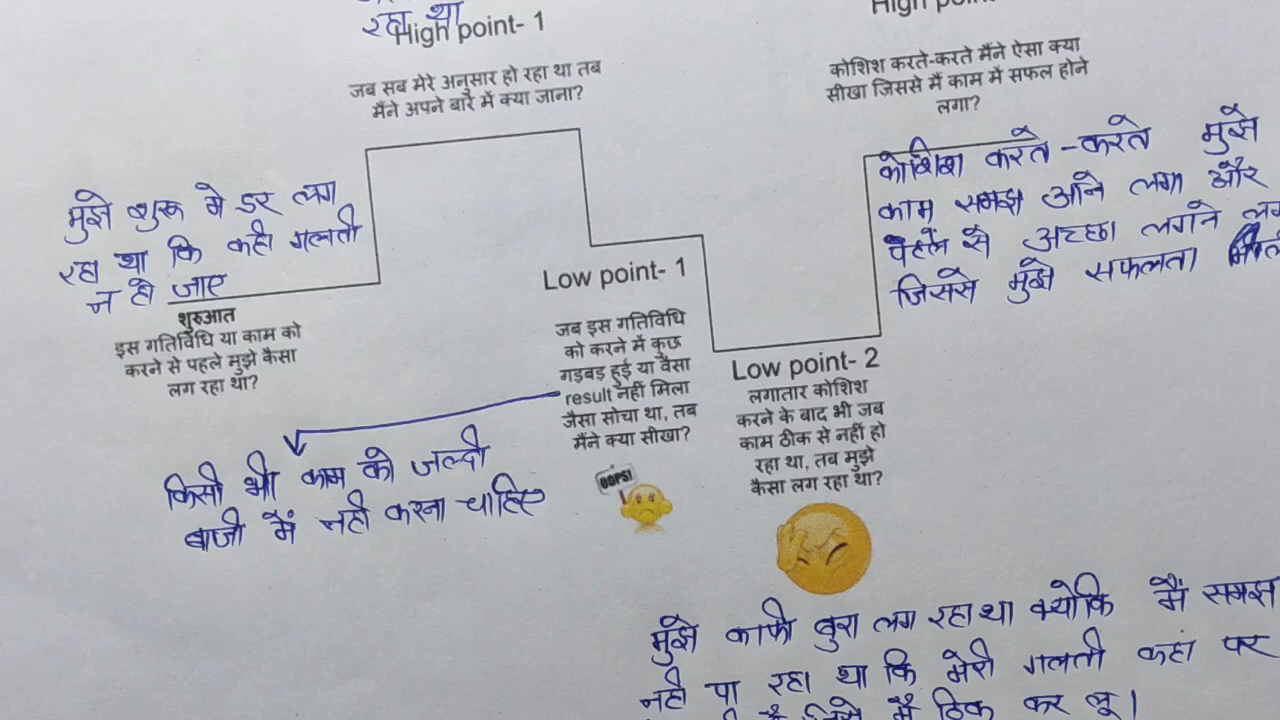 रहा था
High point- 1
जब सब मेरे अनुसार हो रहा था तब
मैंने अपने बारे में क्या जाना?
High
कोशिश करते-करते मैंने ऐसा क्या
सीखा जिससे मैं काम में सफल होने
लगा?
कोशिश करते-करते मुझे
काम समझ आने लगा और
पहले से अच्छा लगने
जिससे मुझे सफलता
मुझे शुरू मे डर लग
रहा था कि कही गलती
न हो जाए
शुरुआत
इस गतिविधि या काम को
करने से पहले मुझे कैसा
लग रहा था?
Low point- 1
जब इस गतिविधि
को करने में कुछ
गड़बड़ हुई या वैसा
result नहीं मिला
जैसा सोचा था, तब
मैंने क्या सीखा?
किसी भी काम को जल्दी
बाजी में नही करना चाहिए
OOPS!
Low point- 2
लगातार कोशिश
करने के बाद भी जब
काम ठीक से नहीं हो
रहा था, तब मुझे
कैसा लग रहा था?
मुझे काफी बुरा लग रहा था क्योकि मैं समझ
नही पा रहा था कि मेरी गलती कहां पर
मैं ठिक कर लू।